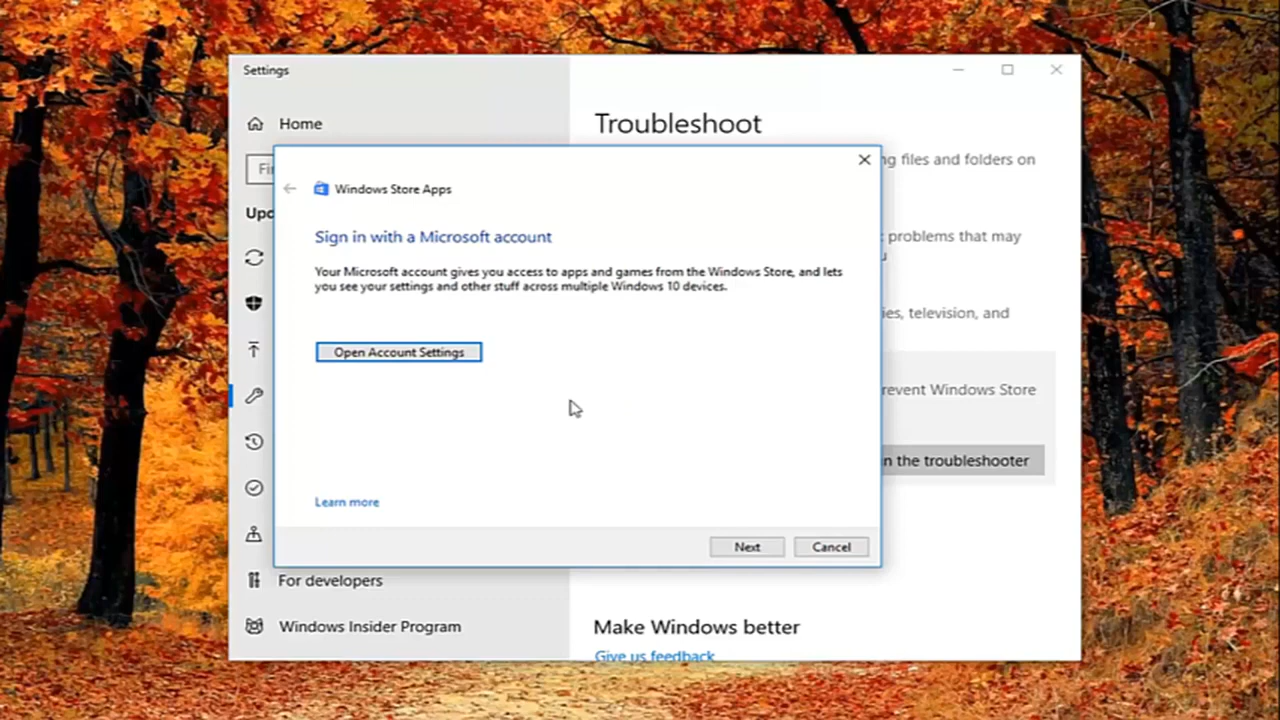 Settings
Home
Troubleshoot
files and folders on
Windows Store Apps
Sign in with a Microsoft account
problems that may
Your Microsoft account gives you access to apps and games from the Windows Store, and lets
you see your settings and other stuff across multiple Windows 10 devices.
television, and
Open Account Settings
Windows Store
the troubleshooter
Learn more
Next
Cancel
For developers
Windows Insider Program
Make Windows better
Give us feedback